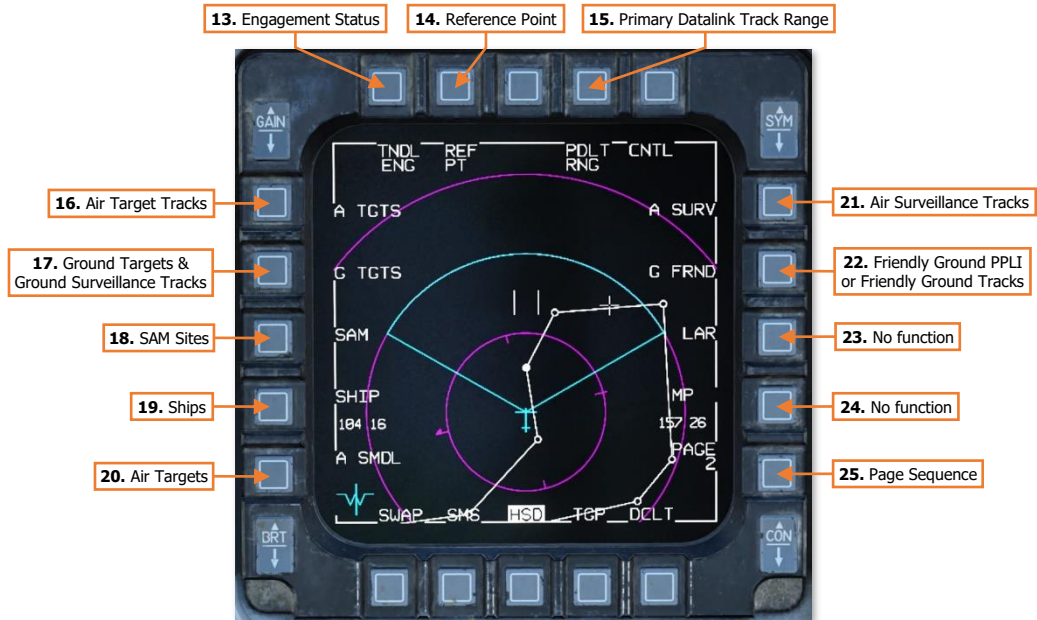 13. Engagement Status
14. Reference Point
15. Primary Datalink Track Range
GAIN
SYM
TNDL REF PDLT CNTL
ENG PT RNG
16. Air Target Tracks
A TGTS
A SURV
21. Air Surveillance Tracks
17. Ground Targets &
Ground Surveillance Tracks
G TGTS
G FRND
22. Friendly Ground PPLI
or Friendly Ground Tracks
18. SAM Sites
SAM
LAR
23. No function
19. Ships
SHIP
MP
24. No function
104 16
157 26
20. Air Targets
A SMDL
PAGE
2
25. Page Sequence
SWAP SMS HSD TGP DCLT
BRT
CON